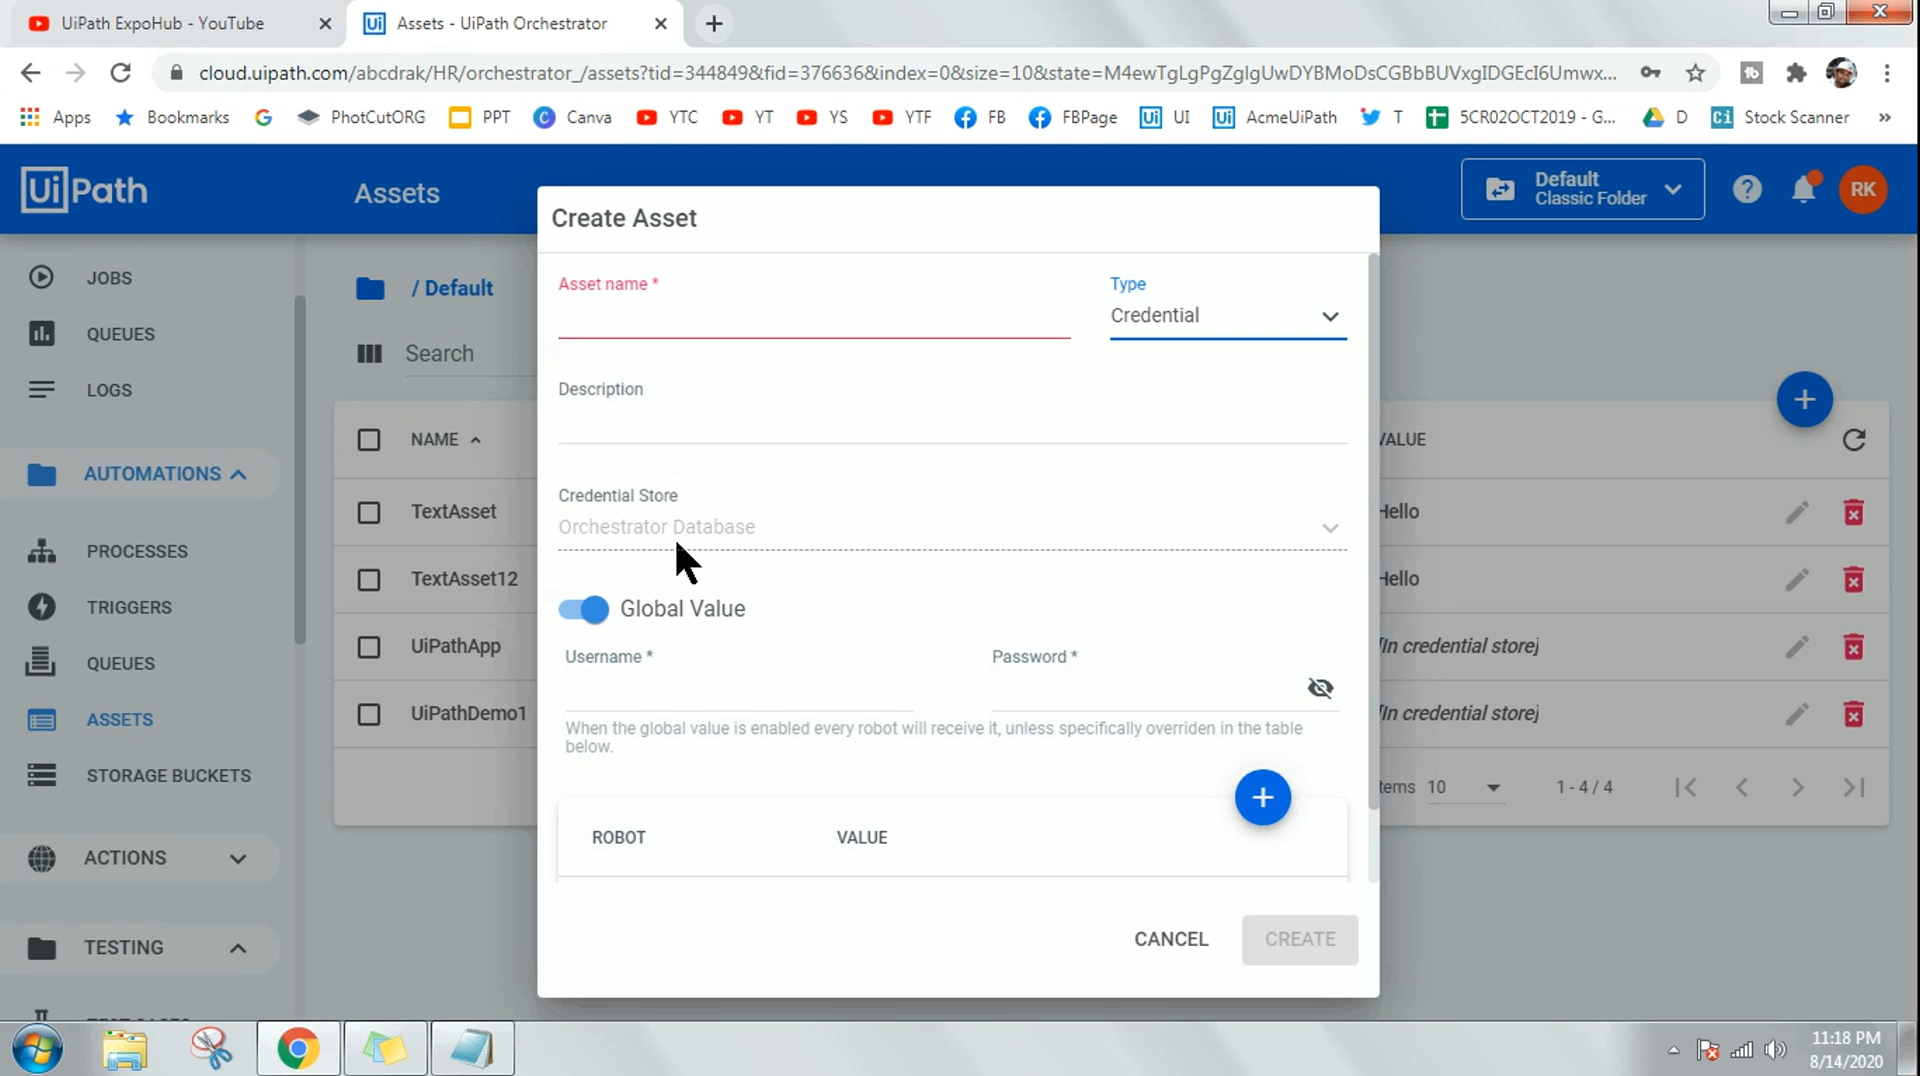 UiPath ExpoHub - YouTube
Assets - UiPath Orchestrator
cloud.uipath.com/abcdrak/HR/orchestrator_/assets?tid=344849&fid=376636&index=0&size=10&state=M4ewTgLgPgZglgUwDYBMoDsCGBbBUVxgIDGEcI6Umwx...
Apps
Bookmarks
PhotCutORG
PPT
Canva
YTC
YT
YS
YTF
FB
FBPage
Ui UI
Ui AcmeUiPath
T
5CR02OCT2019 - G...
D
Ci Stock Scanner
»
UiPath
Assets
Default
Classic Folder
RK
JOBS
QUEUES
LOGS
AUTOMATIONS
PROCESSES
TRIGGERS
QUEUES
ASSETS
STORAGE BUCKETS
ACTIONS
TESTING
/ Default
Search
NAME
VALUE
TextAsset
Hello
TextAsset12
Hello
UiPathApp
[In credential store]
UiPathDemo1
[In credential store]
tems 10
1 - 4 / 4
Create Asset
Asset name *
Type
Credential
Description
Credential Store
Orchestrator Database
Global Value
Username *
Password *
When the global value is enabled every robot will receive it, unless specifically overriden in the table
below.
ROBOT
VALUE
CANCEL
CREATE
11:18 PM
8/14/2020